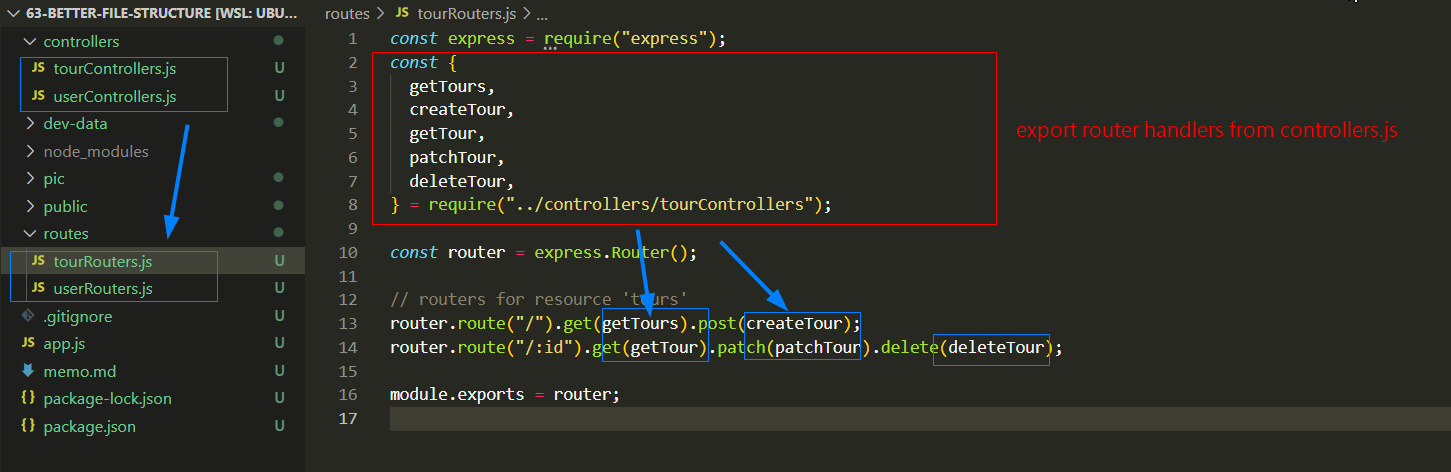 63-BETTER-FILE-STRUCTURE [WSL: UBU...
controllers
JS tourControllers.js U
JS userControllers.js U
dev-data
node_modules
pic
public
routes
JS tourRouters.js U
JS userRouters.js U
.gitignore U
JS app.js U
memo.md U
{} package-lock.json U
{} package.json U
routes > JS tourRouters.js > ...
1 const express = require("express");
2 const {
3 getTours,
4 createTour,
5 getTour,
6 patchTour,
7 deleteTour,
8 } = require("../controllers/tourControllers");
9
10 const router = express.Router();
11
12 // routers for resource 'tours'
13 router.route("/").get(getTours).post(createTour);
14 router.route("/:id").get(getTour).patch(patchTour).delete(deleteTour);
15
16 module.exports = router;
17
export router handlers from controllers.js